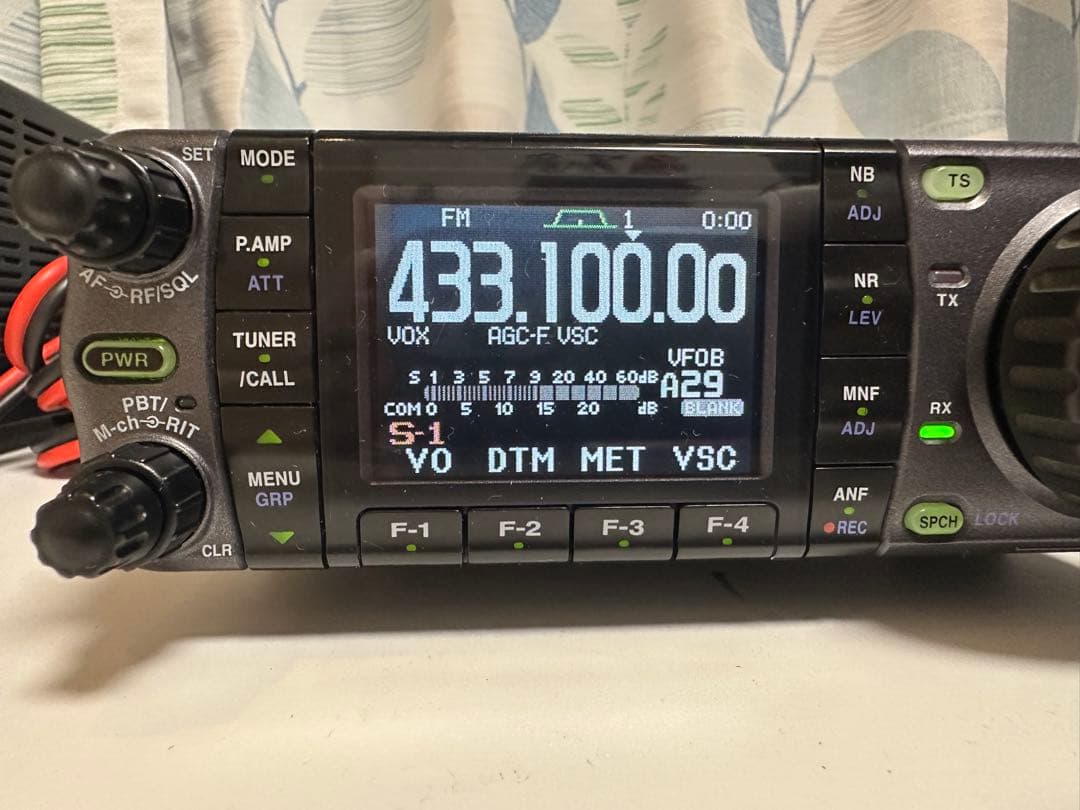 SET
AF RF/SQL
PWR
PBT/
M-ch RIT
CLR
MODE
P.AMP
ATT
TUNER
/CALL
MENU
GRP
FM 1 0:00
433.100.00
VOX AGC-F VSC
VFOB
S 1 3 5 7 9 20 40 60dB
A29
COM 0 5 10 15 20 dB
BLANK
S-1
VO DTM MET VSC
F-1 F-2 F-3 F-4
NB
ADJ
NR
LEV
MNF
ADJ
ANF
REC
TS
TX
RX
SPCH LOCK